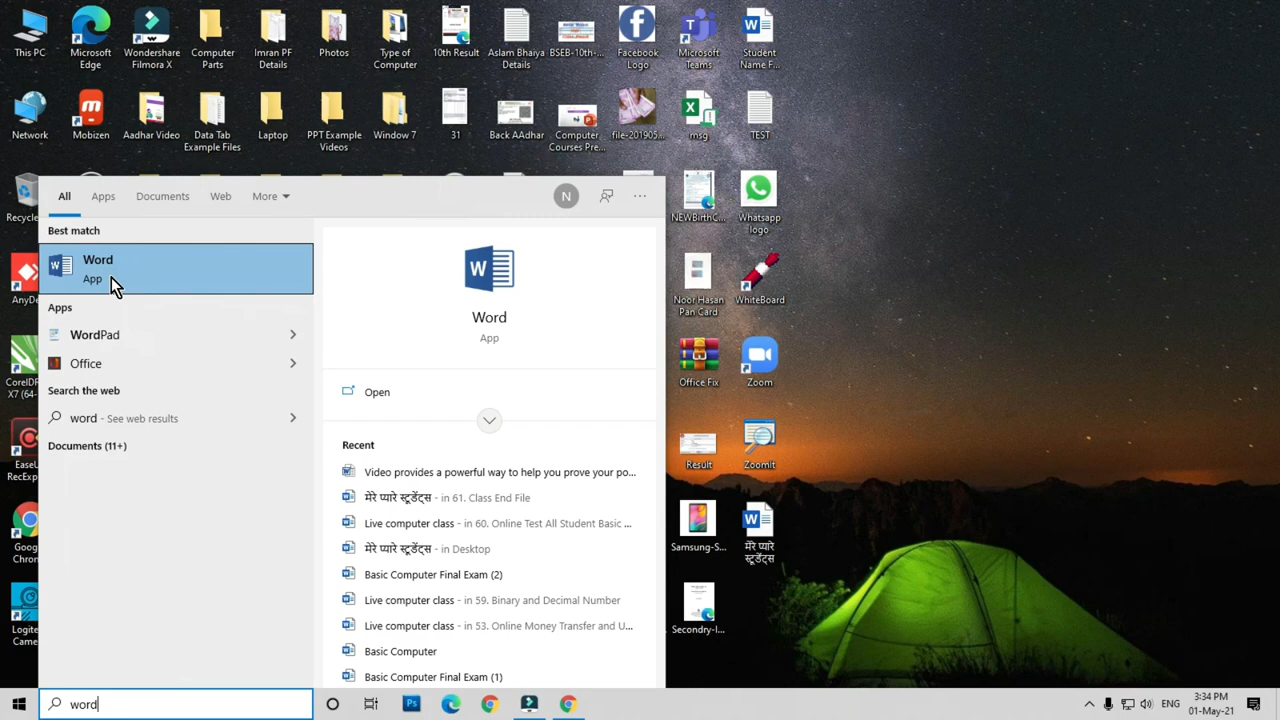 This PC
Microsoft
Edge
Wondershare
Filmora X
Computer
Parts
Imran PF
Details
Photos
Type of
Computer
10th Result
Aslam Bhaiya
Details
BSEB-10th-...
Facebook
Logo
Microsoft
Teams
Student
Name F...
Network
Mobizen
Aadhar Video
Data Tab
Example Files
Laptop
PPT Example
Videos
Window 7
31
Back AAdhar
Computer
Courses Pre...
file-201905...
msg
TEST
Recycle
NEWBirthC...
Whatsapp
logo
All
Apps
Documents
Web
More
N
Best match
Word
App
Apps
WordPad
Office
Search the web
word - See web results
Documents (11+)
Word
App
Open
Recent
Video provides a powerful way to help you prove your po...
मेरे प्यारे स्टूडेंट्स - in 61. Class End File
Live computer class - in 60. Online Test All Student Basic ...
मेरे प्यारे स्टूडेंट्स - in Desktop
Basic Computer Final Exam (2)
Live computer class - in 59. Binary and Decimal Number
Live computer class - in 53. Online Money Transfer and U...
Basic Computer
Basic Computer Final Exam (1)
AnyDe
CorelDR
X7 (64-
EaseU
RecExp
Goog
Chro
Logite
Came
Noor Hasan
Pan Card
WhiteBoard
Office Fix
Zoom
Result
ZoomIt
Samsung-S...
मेरे प्यारे
स्टूडेंट्स
Secondry-I...
word
Ps
ENG
3:34 PM
01-May-21